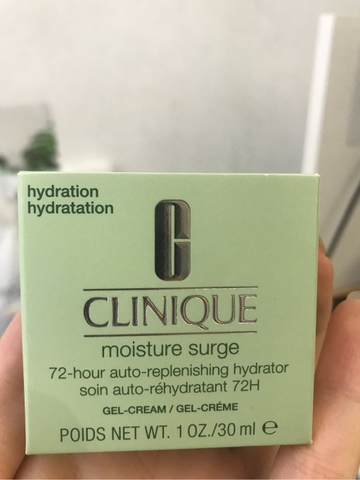 hydration
hydratation
C
CLINIQUE
moisture surge
72-hour auto-replenishing hydrator
soin auto-réhydratant 72H
GEL-CREAM / GEL-CRÉME
POIDS NET WT. 1 OZ./30 ml ℮